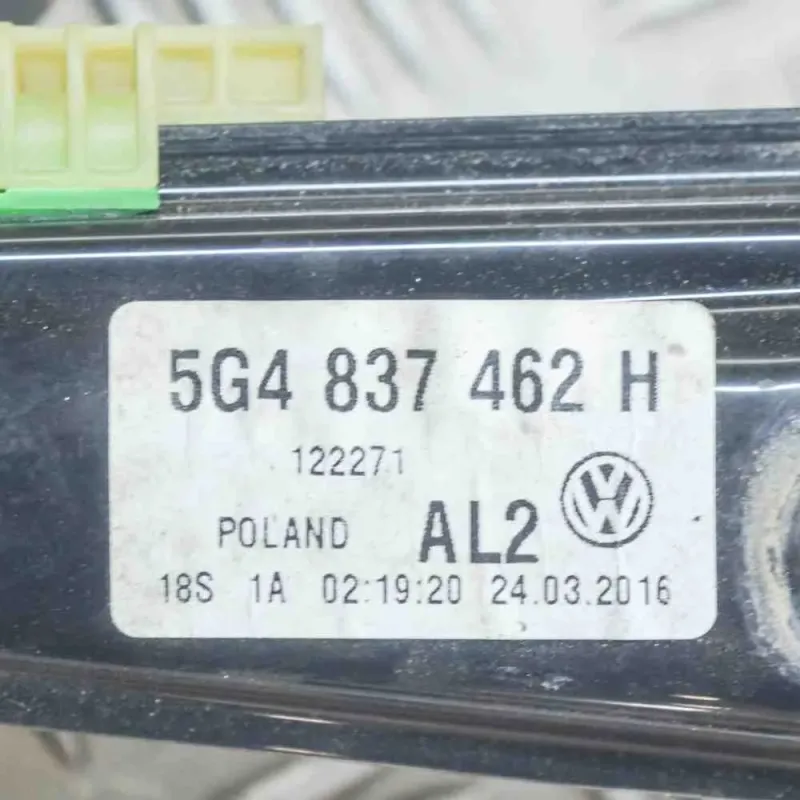 5G4 837 462 H
122271
POLAND AL2
18S 1A 02:19:20 24.03.2016